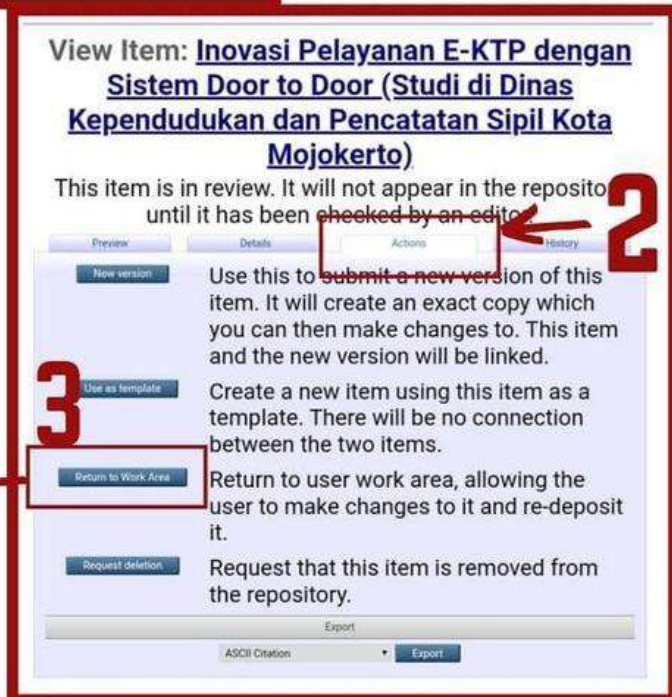 View Item: Inovasi Pelayanan E-KTP dengan
Sistem Door to Door (Studi di Dinas
Kependudukan dan Pencatatan Sipil Kota
Mojokerto)
This item is in review. It will not appear in the reposito
until it has been checked by an edito
2
Preview
Details
Actions
History
New version
Use this to submit a new version of this
item. It will create an exact copy which
you can then make changes to. This item
and the new version will be linked.
3
Use as template
Create a new item using this item as a
template. There will be no connection
between the two items.
Return to Work Area
Return to user work area, allowing the
user to make changes to it and re-deposit
it.
Request deletion
Request that this item is removed from
the repository.
Export
ASCII Citation
Export